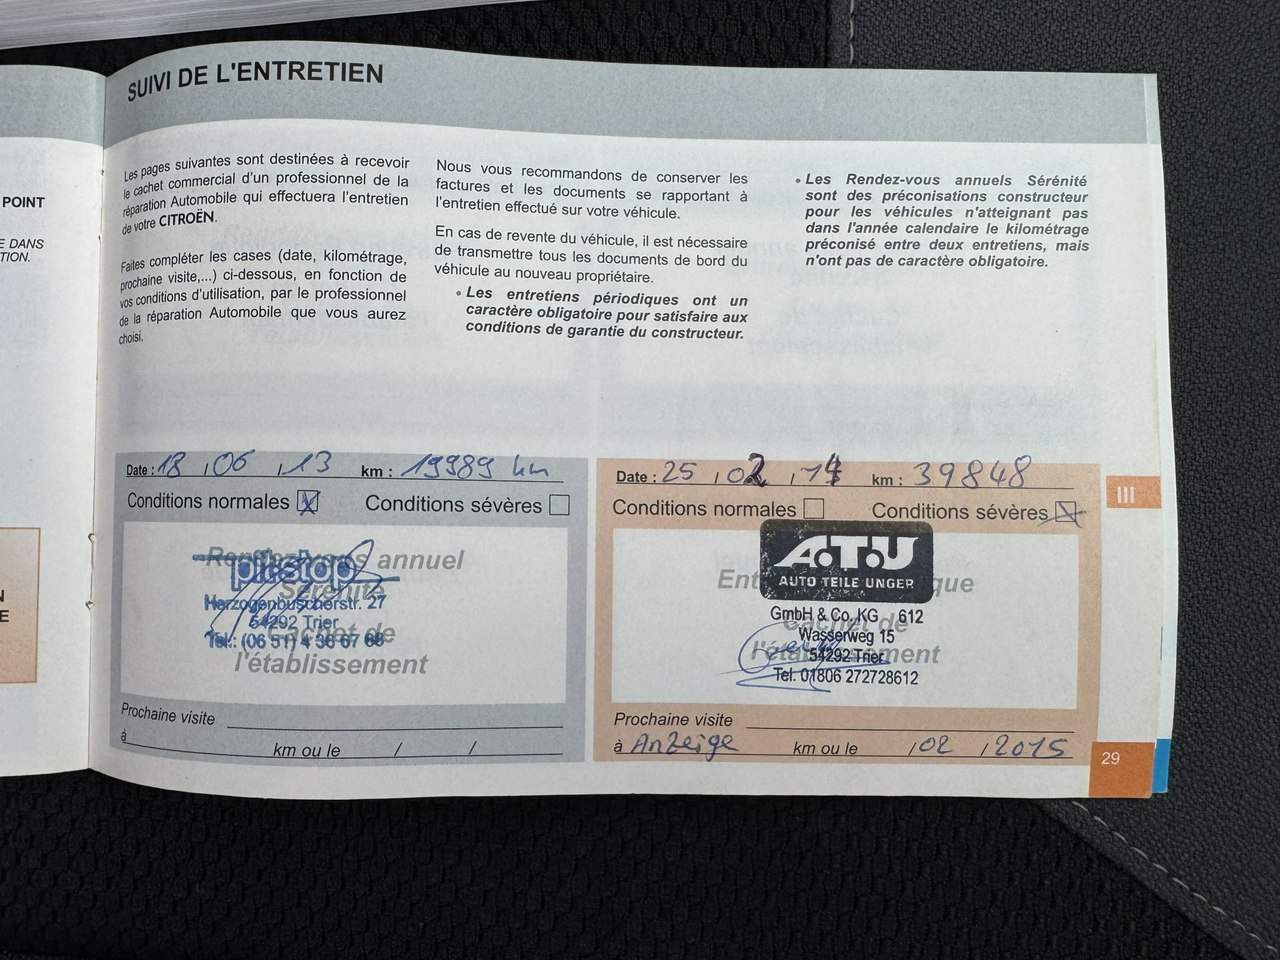 SUIVI DE L'ENTRETIEN
POINT
E DANS
TION.
N
E
Les pages suivantes sont destinées à recevoir
le cachet commercial d'un professionnel de la
réparation Automobile qui effectuera l'entretien
de votre CITROËN.
Faites compléter les cases (date, kilométrage,
prochaine visite,...) ci-dessous, en fonction de
vos conditions d'utilisation, par le professionnel
de la réparation Automobile que vous aurez
choisi.
Nous vous recommandons de conserver les
factures et les documents se rapportant à
l'entretien effectué sur votre véhicule.
En cas de revente du véhicule, il est nécessaire
de transmettre tous les documents de bord du
véhicule au nouveau propriétaire.
• Les entretiens périodiques ont un
caractère obligatoire pour satisfaire aux
conditions de garantie du constructeur.
• Les Rendez-vous annuels Sérénité
sont des préconisations constructeur
pour les véhicules n'atteignant pas
dans l'année calendaire le kilométrage
préconisé entre deux entretiens, mais
n'ont pas de caractère obligatoire.
Date : 18 / 06 / 13 km : 19989 km
Conditions normales Conditions sévères
Rendez-vous annuel
Sérénité
Cachet de
l'établissement
pitstop
Herzogenbuscherstr. 27
54292 Trier
Tel.: (06 51) 4 36 67 68
Prochaine visite
à km ou le / /
Date : 25 / 02 / 14 km : 39848
Conditions normales Conditions sévères
A.T.U
AUTO TEILE UNGER
GmbH & Co. KG 612
Wasserweg 15
54292 Trier
Tel. 01806 272728612
Cachet de
l'établissement
Prochaine visite
à Anzeige km ou le / 02 / 2015
III
29